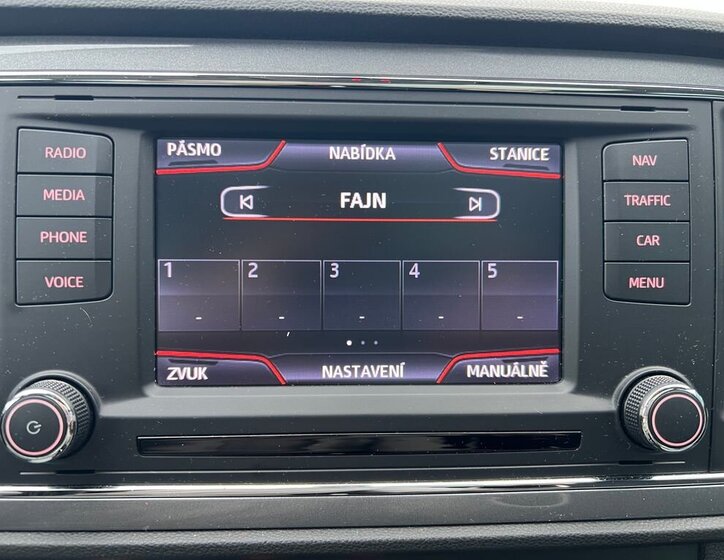 RADIO
MEDIA
PHONE
VOICE
PÁSMO
NABÍDKA
STANICE
FAJN
1 2 3 4 5
- - - - -
ZVUK
NASTAVENÍ
MANUÁLNĚ
NAV
TRAFFIC
CAR
MENU